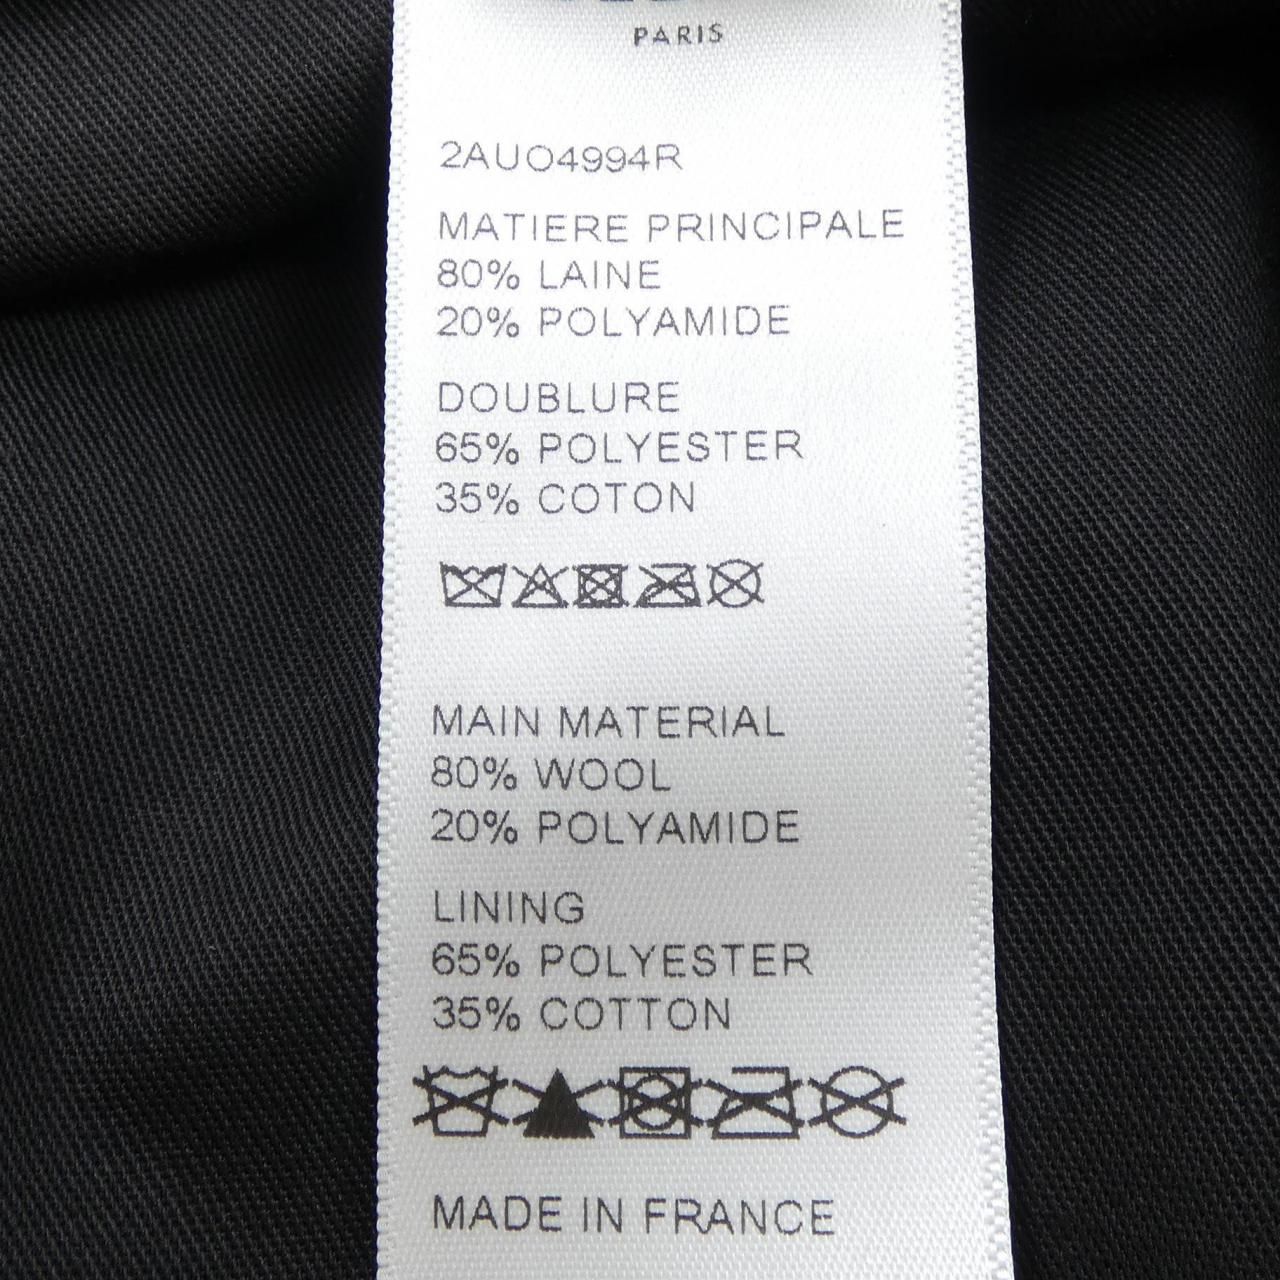 PARIS
2AU04994R
MATIERE PRINCIPALE
80% LAINE
20% POLYAMIDE
DOUBLURE
65% POLYESTER
35% COTON
MAIN MATERIAL
80% WOOL
20% POLYAMIDE
LINING
65% POLYESTER
35% COTTON
MADE IN FRANCE